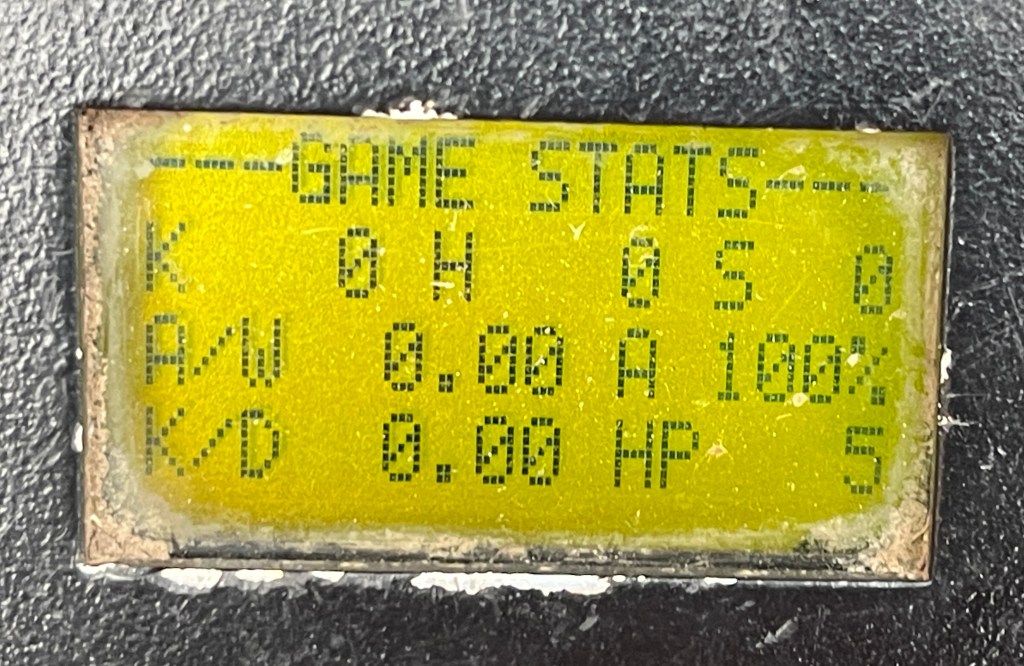 ---GAME STATS---
K 0 H 0 S 0
A/W 0.00 A 100%
K/D 0.00 HP 5